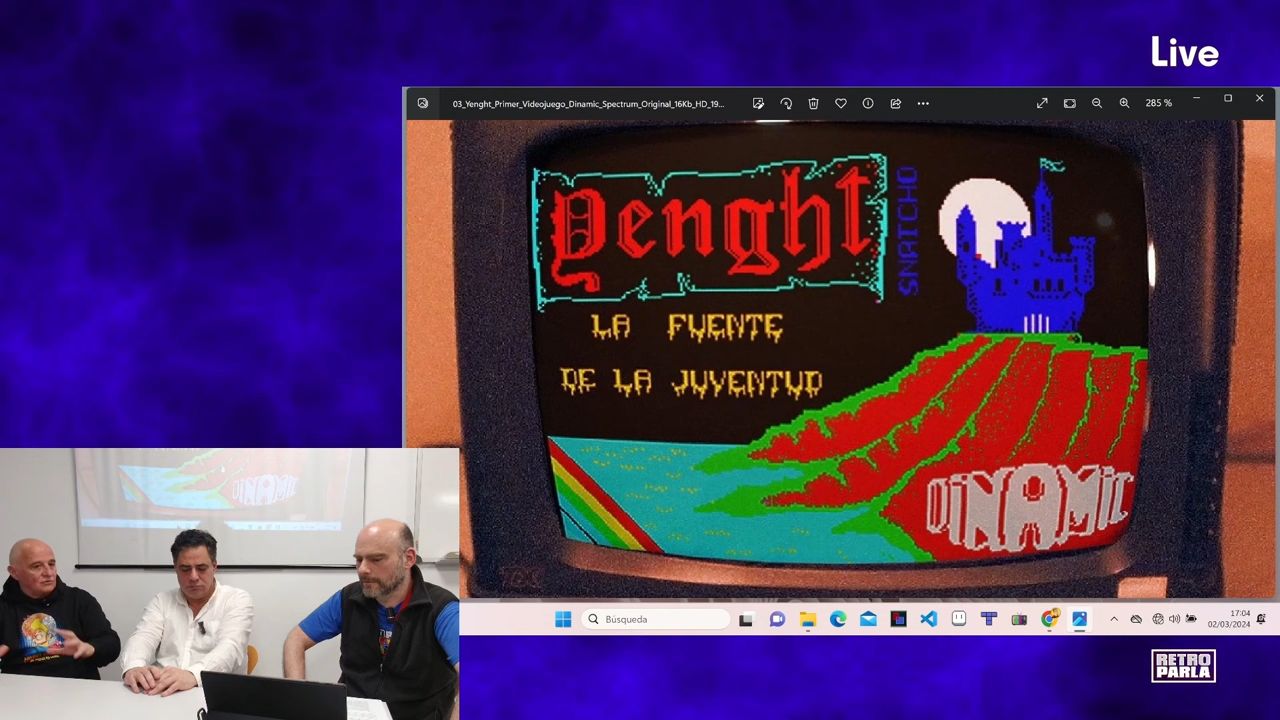 Live
03_Yenght_Primer_Videojuego_Dinamic_Spectrum_Original_16Kb_HD_19...
285 %
Yenght
SNATCHO
LA FUENTE
DE LA JUVENTUD
DINAMIC
DINAMIC
Búsqueda
17:04
02/03/2024
RETRO
PARLA